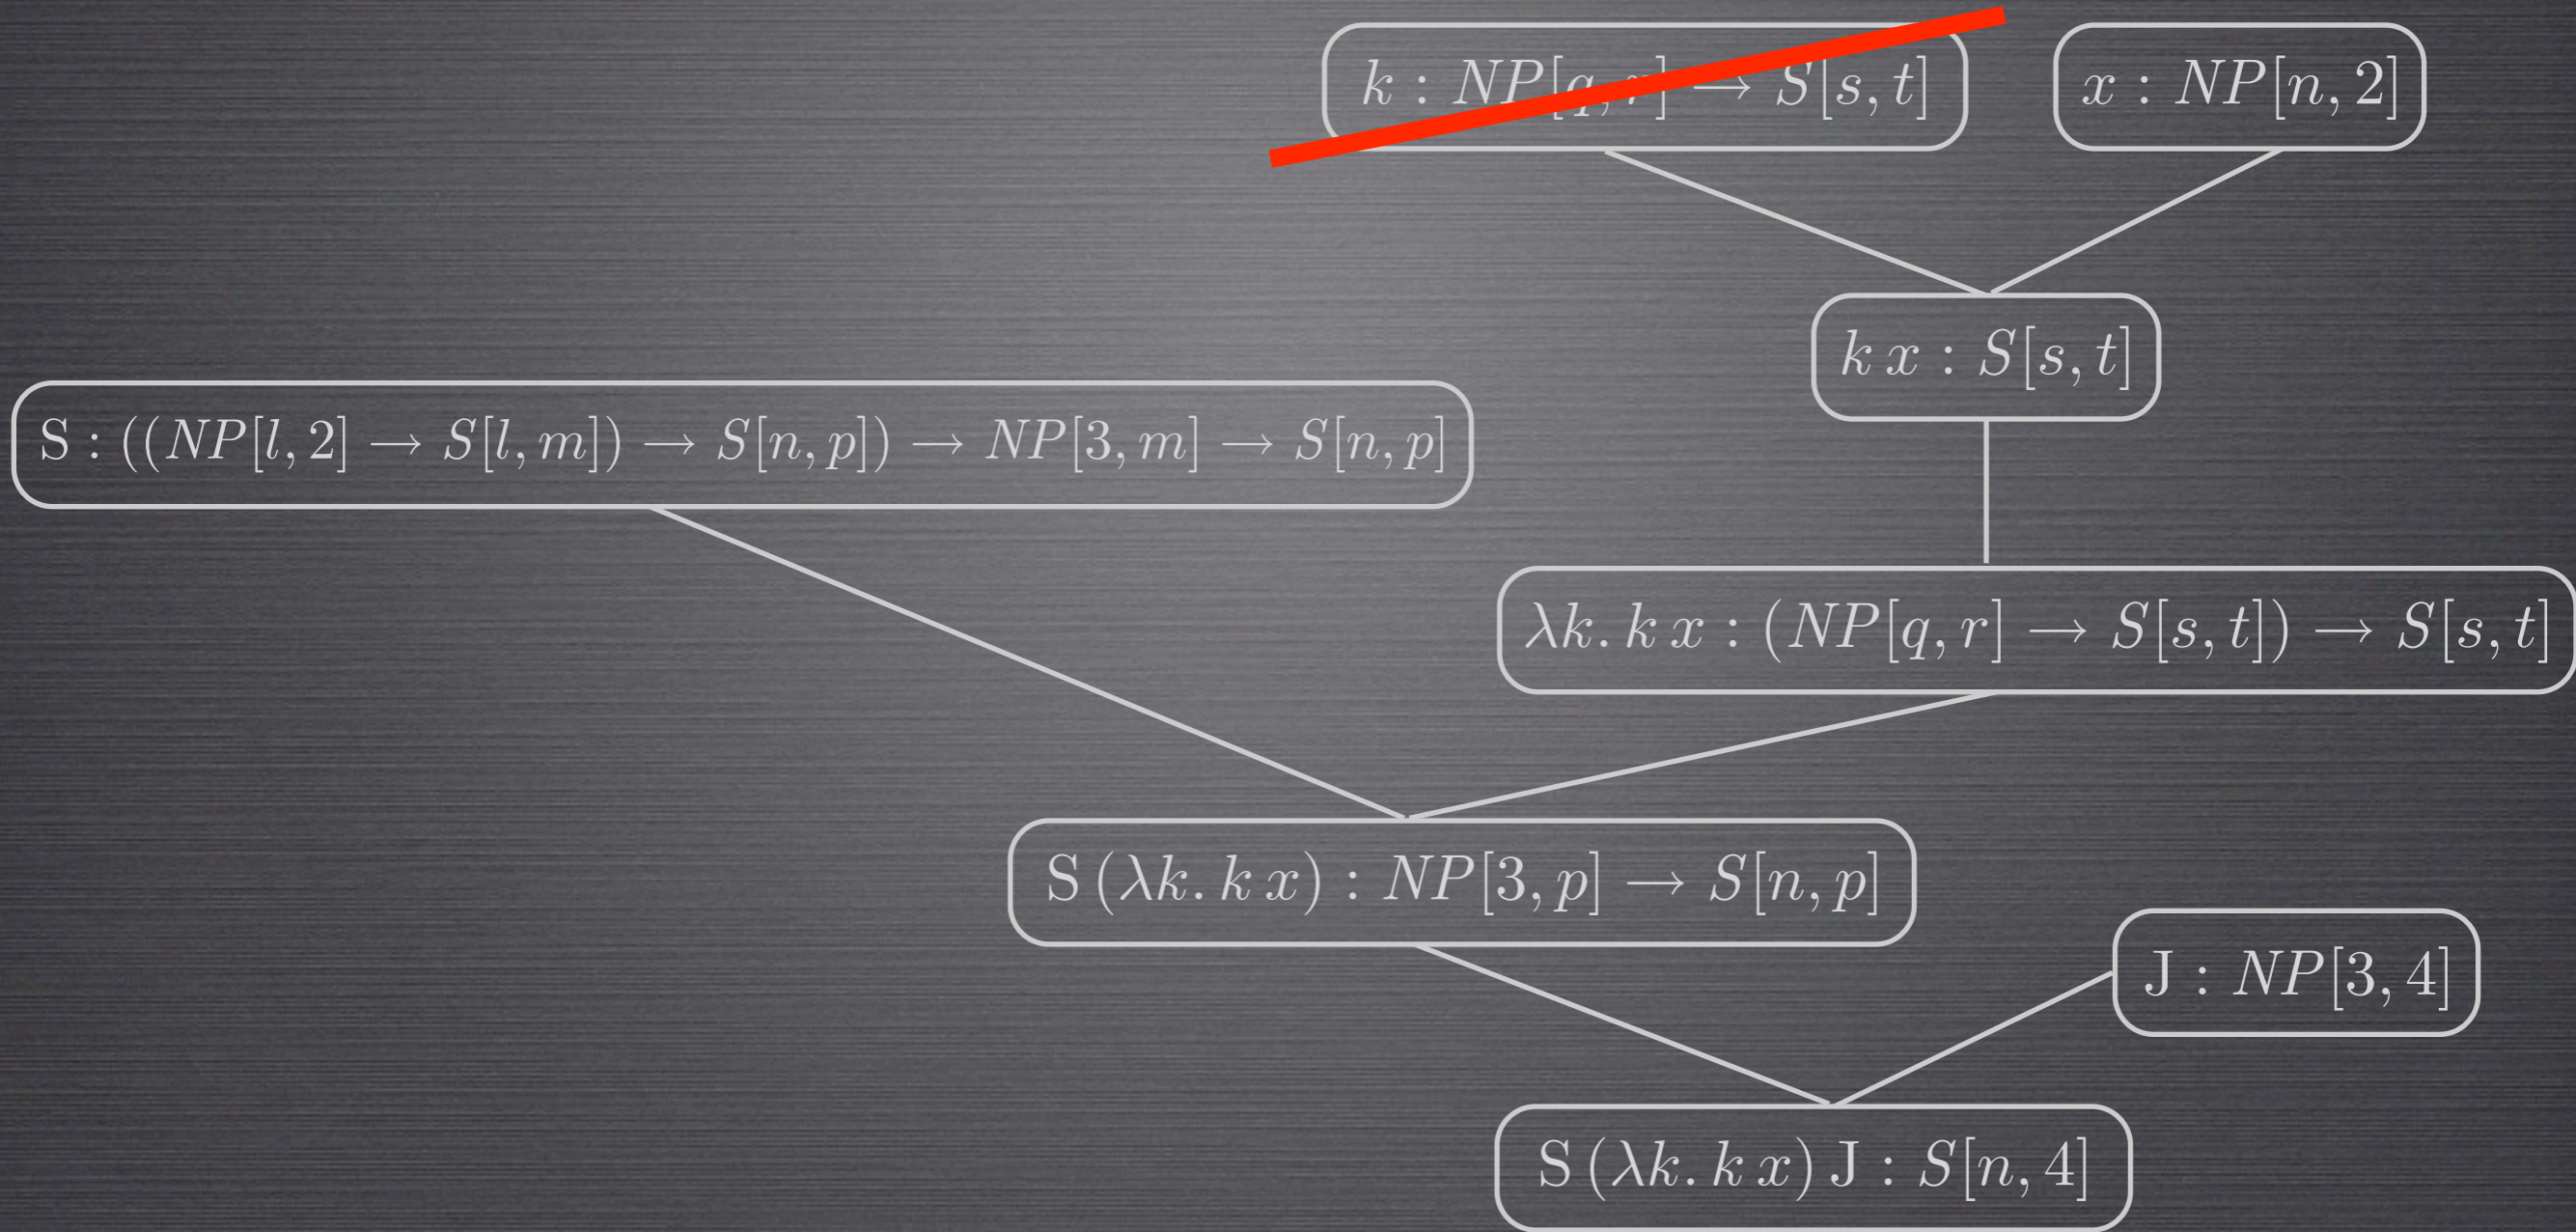 k : NP[q, r] → S[s, t]
x : NP[n, 2]
k x : S[s, t]
S : ((NP[l, 2] → S[l, m]) → S[n, p]) → NP[3, m] → S[n, p]
λk. k x : (NP[q, r] → S[s, t]) → S[s, t]
S (λk. k x) : NP[3, p] → S[n, p]
J : NP[3, 4]
S (λk. k x) J : S[n, 4]